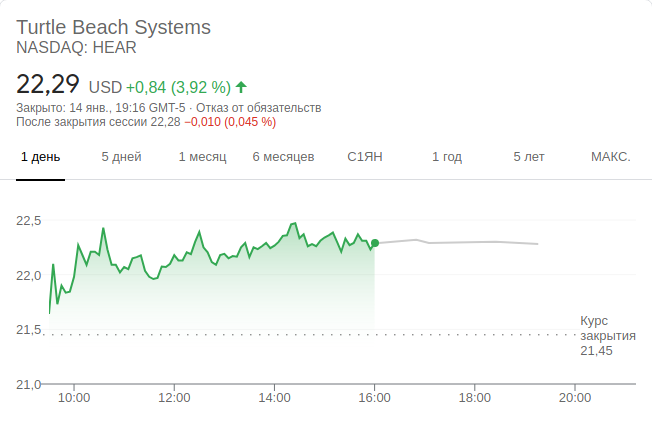 Turtle Beach Systems
NASDAQ: HEAR
22,29 USD +0,84 (3,92 %)
Закрыто: 14 янв., 19:16 GMT-5 · Отказ от обязательств
После закрытия сессии 22,28 −0,010 (0,045 %)
1 день 5 дней 1 месяц 6 месяцев С1ЯН 1 год 5 лет МАКС.
22,5
22,0
21,5
Курс
закрытия
21,45
21,0
10:00 12:00 14:00 16:00 18:00 20:00